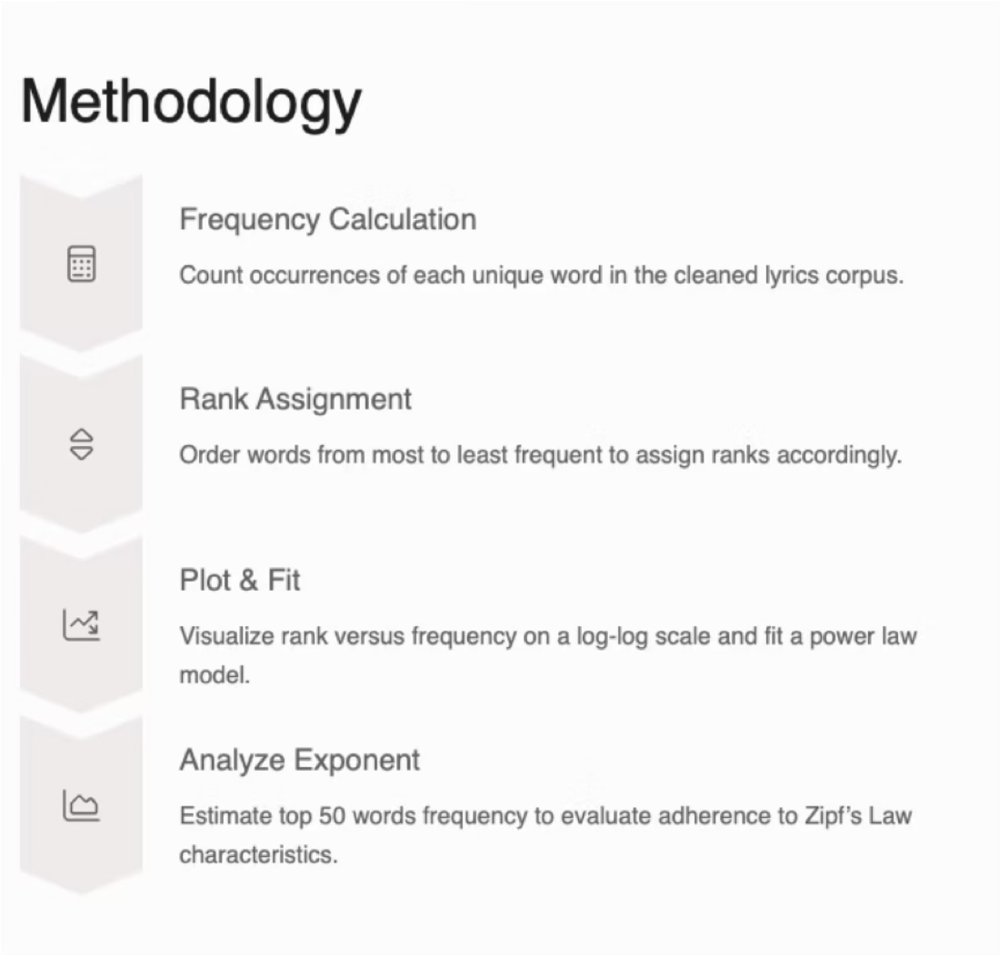 Methodology
Frequency Calculation
Count occurrences of each unique word in the cleaned lyrics corpus.
Rank Assignment
Order words from most to least frequent to assign ranks accordingly.
Plot & Fit
Visualize rank versus frequency on a log-log scale and fit a power law
model.
Analyze Exponent
Estimate top 50 words frequency to evaluate adherence to Zipf’s Law
characteristics.